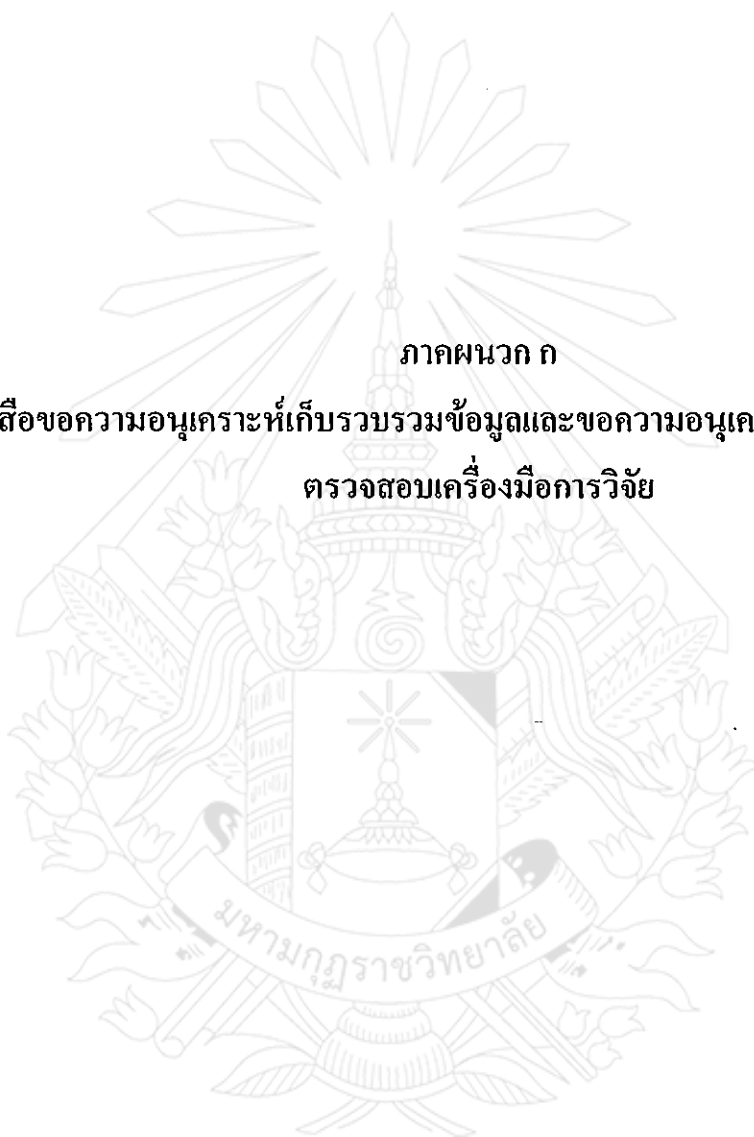 ภาคผนวก ก
สือขอความอนุเคราะห์เก็บรวบรวมข้อมูลและขอความอนุเค
ตรวจสอบเครื่องมือการวิจัย
มหามกุฏราชวิทยาลัย